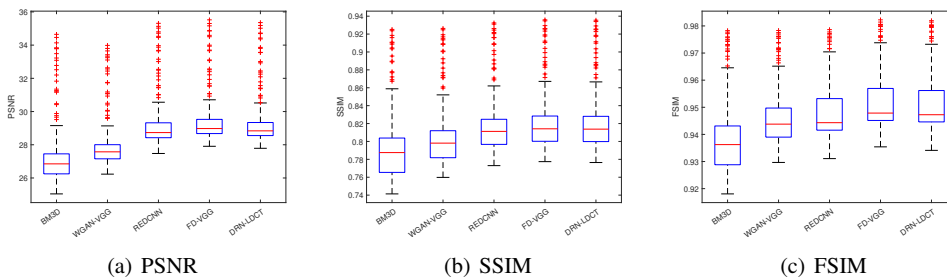 36
34
32
30
28
26
PSNR
BM3D
WGAN-VGG
REDCNN
FD-VGG
DRN-LDCT
(a) PSNR
0.94
0.92
0.9
0.88
0.86
0.84
0.82
0.8
0.78
0.76
0.74
SSIM
BM3D
WGAN-VGG
REDCNN
FD-VGG
DRN-LDCT
(b) SSIM
0.98
0.97
0.96
0.95
0.94
0.93
0.92
FSIM
BM3D
WGAN-VGG
REDCNN
FD-VGG
DRN-LDCT
(c) FSIM